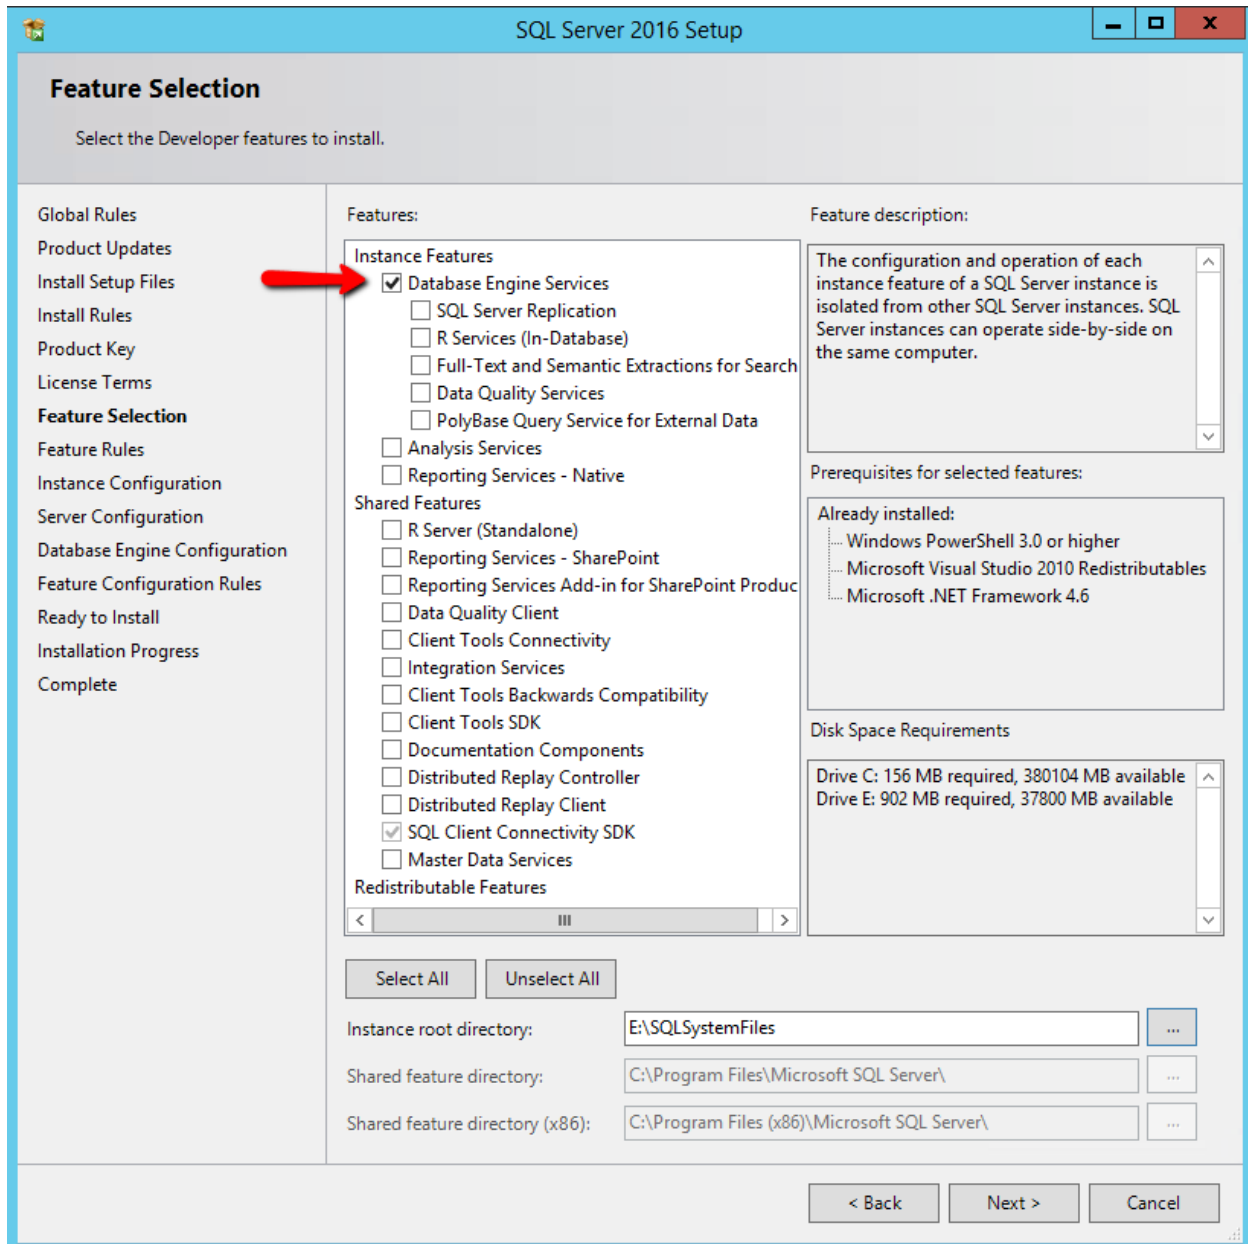 SQL Server 2016 Setup
Feature Selection
Select the Developer features to install.
Global Rules
Product Updates
Install Setup Files
Install Rules
Product Key
License Terms
Feature Selection
Feature Rules
Instance Configuration
Server Configuration
Database Engine Configuration
Feature Configuration Rules
Ready to Install
Installation Progress
Complete
Features:
Instance Features
Database Engine Services
SQL Server Replication
R Services (In-Database)
Full-Text and Semantic Extractions for Search
Data Quality Services
PolyBase Query Service for External Data
Analysis Services
Reporting Services - Native
Shared Features
R Server (Standalone)
Reporting Services - SharePoint
Reporting Services Add-in for SharePoint Produc
Data Quality Client
Client Tools Connectivity
Integration Services
Client Tools Backwards Compatibility
Client Tools SDK
Documentation Components
Distributed Replay Controller
Distributed Replay Client
SQL Client Connectivity SDK
Master Data Services
Redistributable Features
Feature description:
The configuration and operation of each
instance feature of a SQL Server instance is
isolated from other SQL Server instances. SQL
Server instances can operate side-by-side on
the same computer.
Prerequisites for selected features:
Already installed:
Windows PowerShell 3.0 or higher
Microsoft Visual Studio 2010 Redistributables
Microsoft .NET Framework 4.6
Disk Space Requirements
Drive C: 156 MB required, 380104 MB available
Drive E: 902 MB required, 37800 MB available
Select All
Unselect All
Instance root directory:
E:\SQLSystemFiles
...
Shared feature directory:
C:\Program Files\Microsoft SQL Server\
...
Shared feature directory (x86):
C:\Program Files (x86)\Microsoft SQL Server\
...
< Back
Next >
Cancel